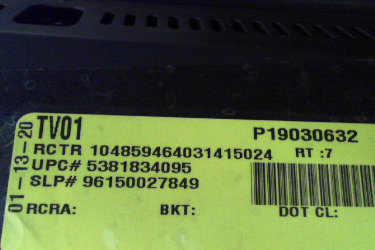 01-13-20
TV01 P19030632
RCTR 104859464031415024 RT :7
UPC# 5381834095
SLP# 96150027849
RCRA: BKT: DOT CL: